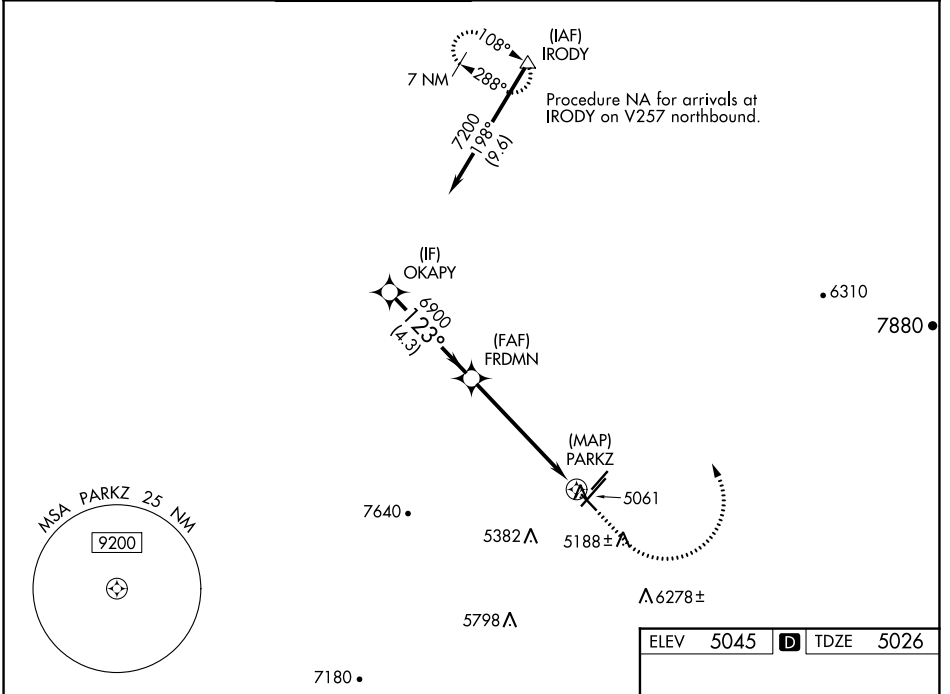 108°
(IAF)
IRODY
7 NM
288°
Procedure NA for arrivals at
IRODY on V257 northbound.
7200
198°
(9.6)
(IF)
OKAPY
6900
123°
(4.3)
(FAF)
FRDMN
6310
7880
(MAP)
PARKZ
5061
7640
5382
5188±
MSA PARKZ 25 NM
9200
6278±
5798
7180
ELEV 5045 D TDZE 5026